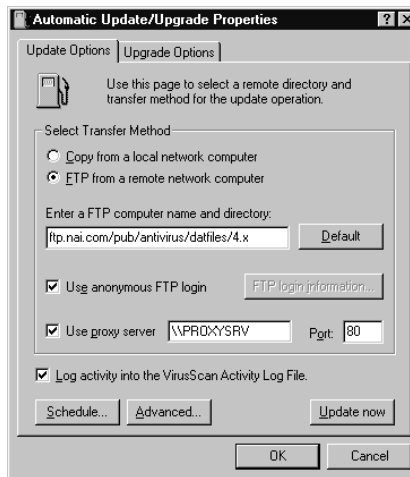 Automatic Update/Upgrade Properties
Update Options
Upgrade Options
Use this page to select a remote directory and
transfer method for the update operation.
Select Transfer Method
Copy from a local network computer
FTP from a remote network computer
Enter a FTP computer name and directory:
ftp.nai.com/pub/antivirus/datfiles/4.x
Default
Use anonymous FTP login
FTP login information...
Use proxy server
\\PROXYSRV
Port:
80
Log activity into the VirusScan Activity Log File.
Schedule...
Advanced...
Update now
OK
Cancel